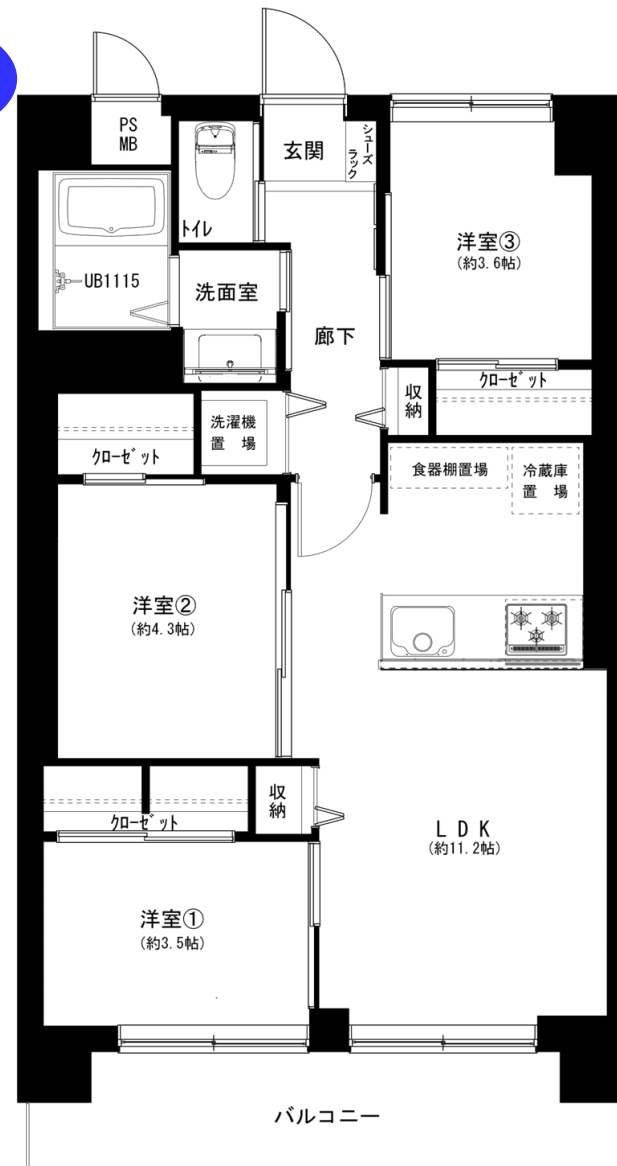 PS
MB
玄関
シューズ
ラック
トイレ
洋室③
(約3.6帖)
UB1115
洗面室
廊下
クローゼット
収
納
洗濯機
置 場
クローゼット
食器棚置場
冷蔵庫
置 場
洋室②
(約4.3帖)
収
納
クローゼット
LDK
(約11.2帖)
洋室①
(約3.5帖)
バルコニー